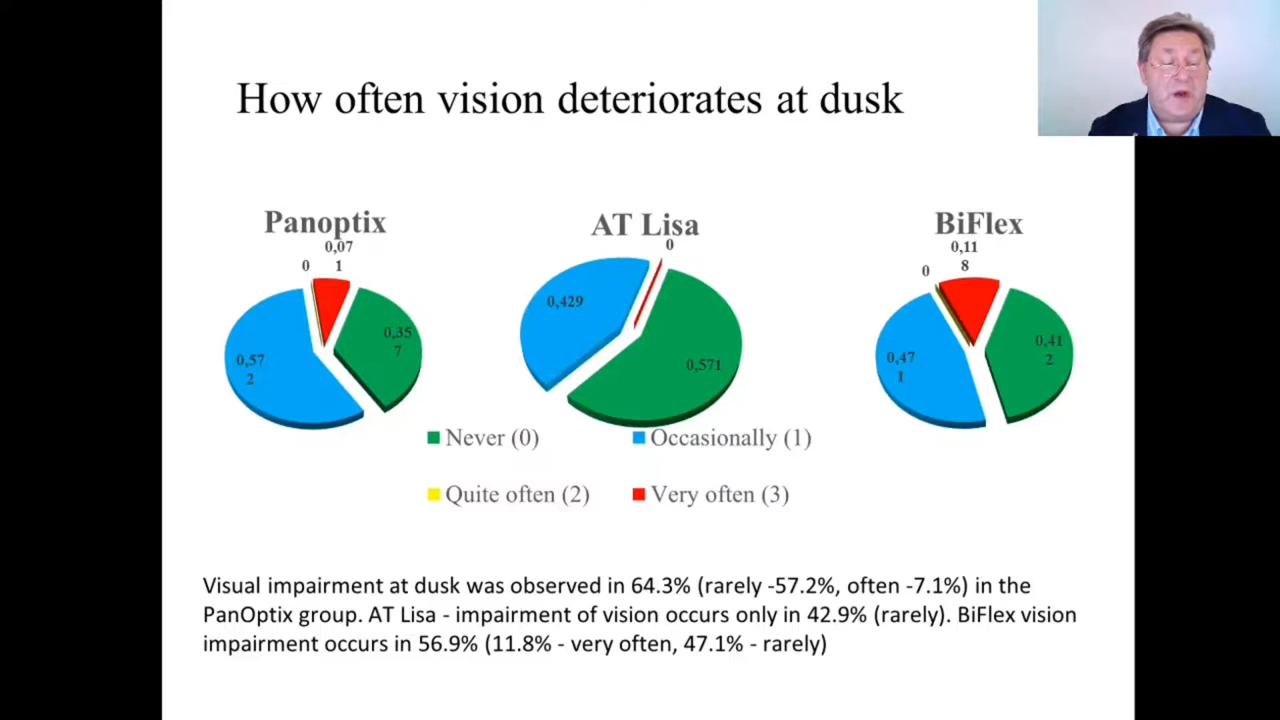 How often vision deteriorates at dusk
Panoptix
0,07
1
0
0,35
7
0,57
2
AT Lisa
0
0,429
0,571
BiFlex
0,11
8
0
0,47
1
0,41
2
Never (0)
Occasionally (1)
Quite often (2)
Very often (3)
Visual impairment at dusk was observed in 64.3% (rarely -57.2%, often -7.1%) in the
PanOptix group. AT Lisa - impairment of vision occurs only in 42.9% (rarely). BiFlex vision
impairment occurs in 56.9% (11.8% - very often, 47.1% - rarely)